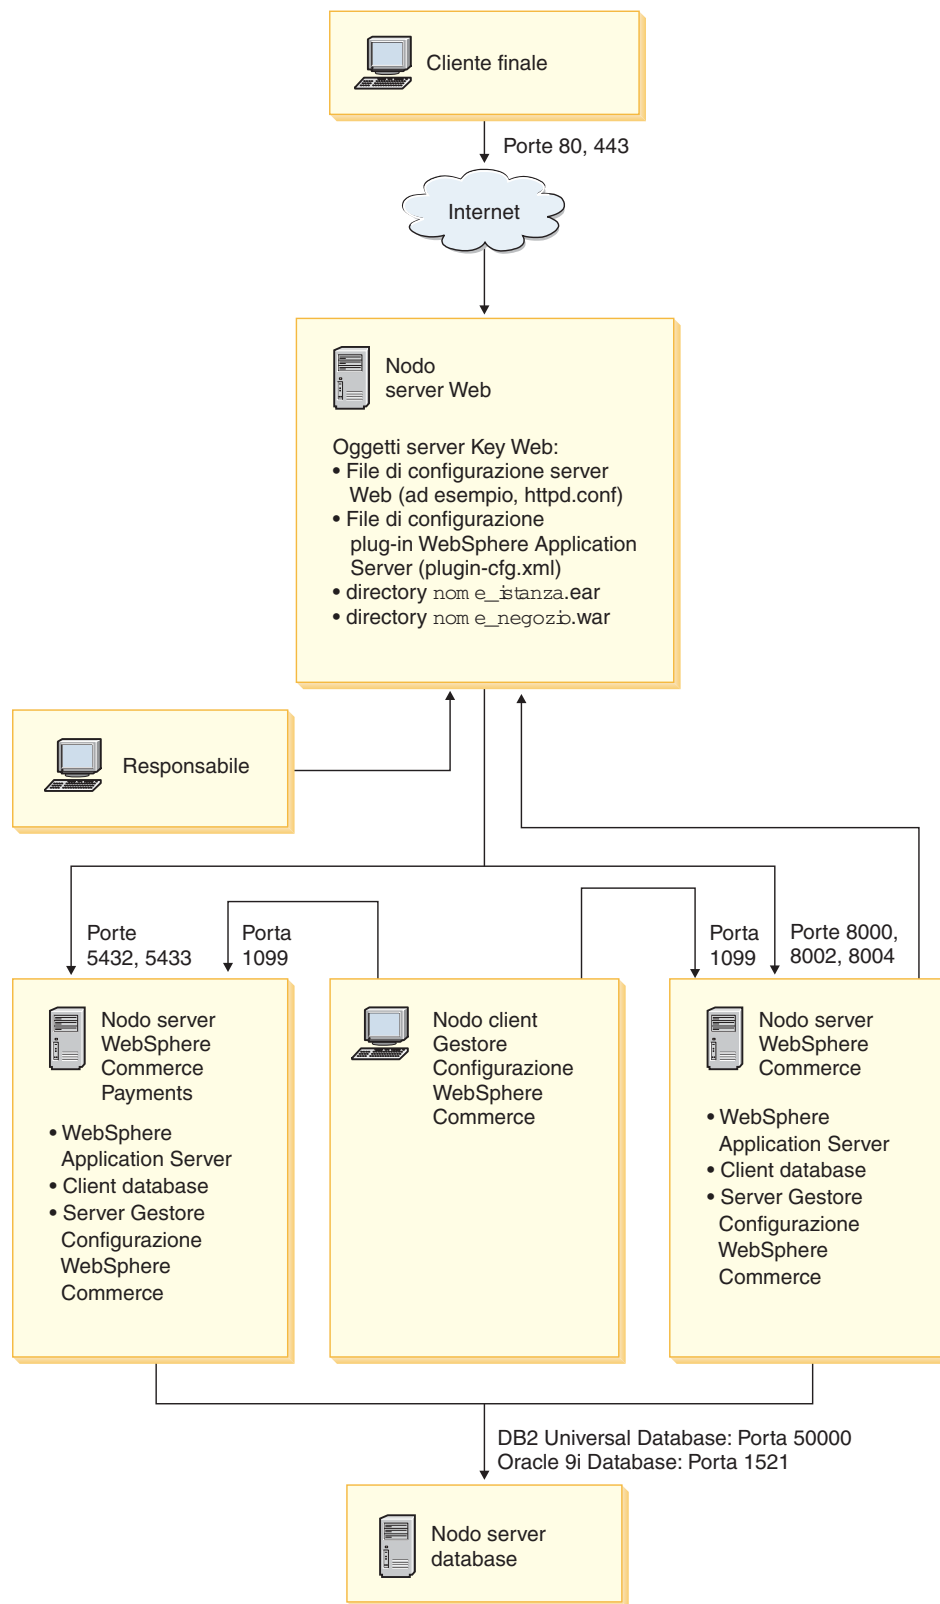 Cliente finale
Porte 80, 443
Internet
Nodo
server Web
Oggetti server Key Web:
• File di configurazione server
Web (ad esempio, httpd.conf)
• File di configurazione
plug-in WebSphere Application
Server (plugin-cfg.xml)
• directory nome_istanza.ear
• directory nome_negozio.war
Responsabile
Porte
5432, 5433
Porta
1099
Porta
1099
Porte 8000,
8002, 8004
Nodo server
WebSphere
Commerce
Payments
• WebSphere
Application Server
• Client database
• Server Gestore
Configurazione
WebSphere
Commerce
Nodo client
Gestore
Configurazione
WebSphere
Commerce
Nodo server
WebSphere
Commerce
• WebSphere
Application Server
• Client database
• Server Gestore
Configurazione
WebSphere
Commerce
DB2 Universal Database: Porta 50000
Oracle 9i Database: Porta 1521
Nodo server
database